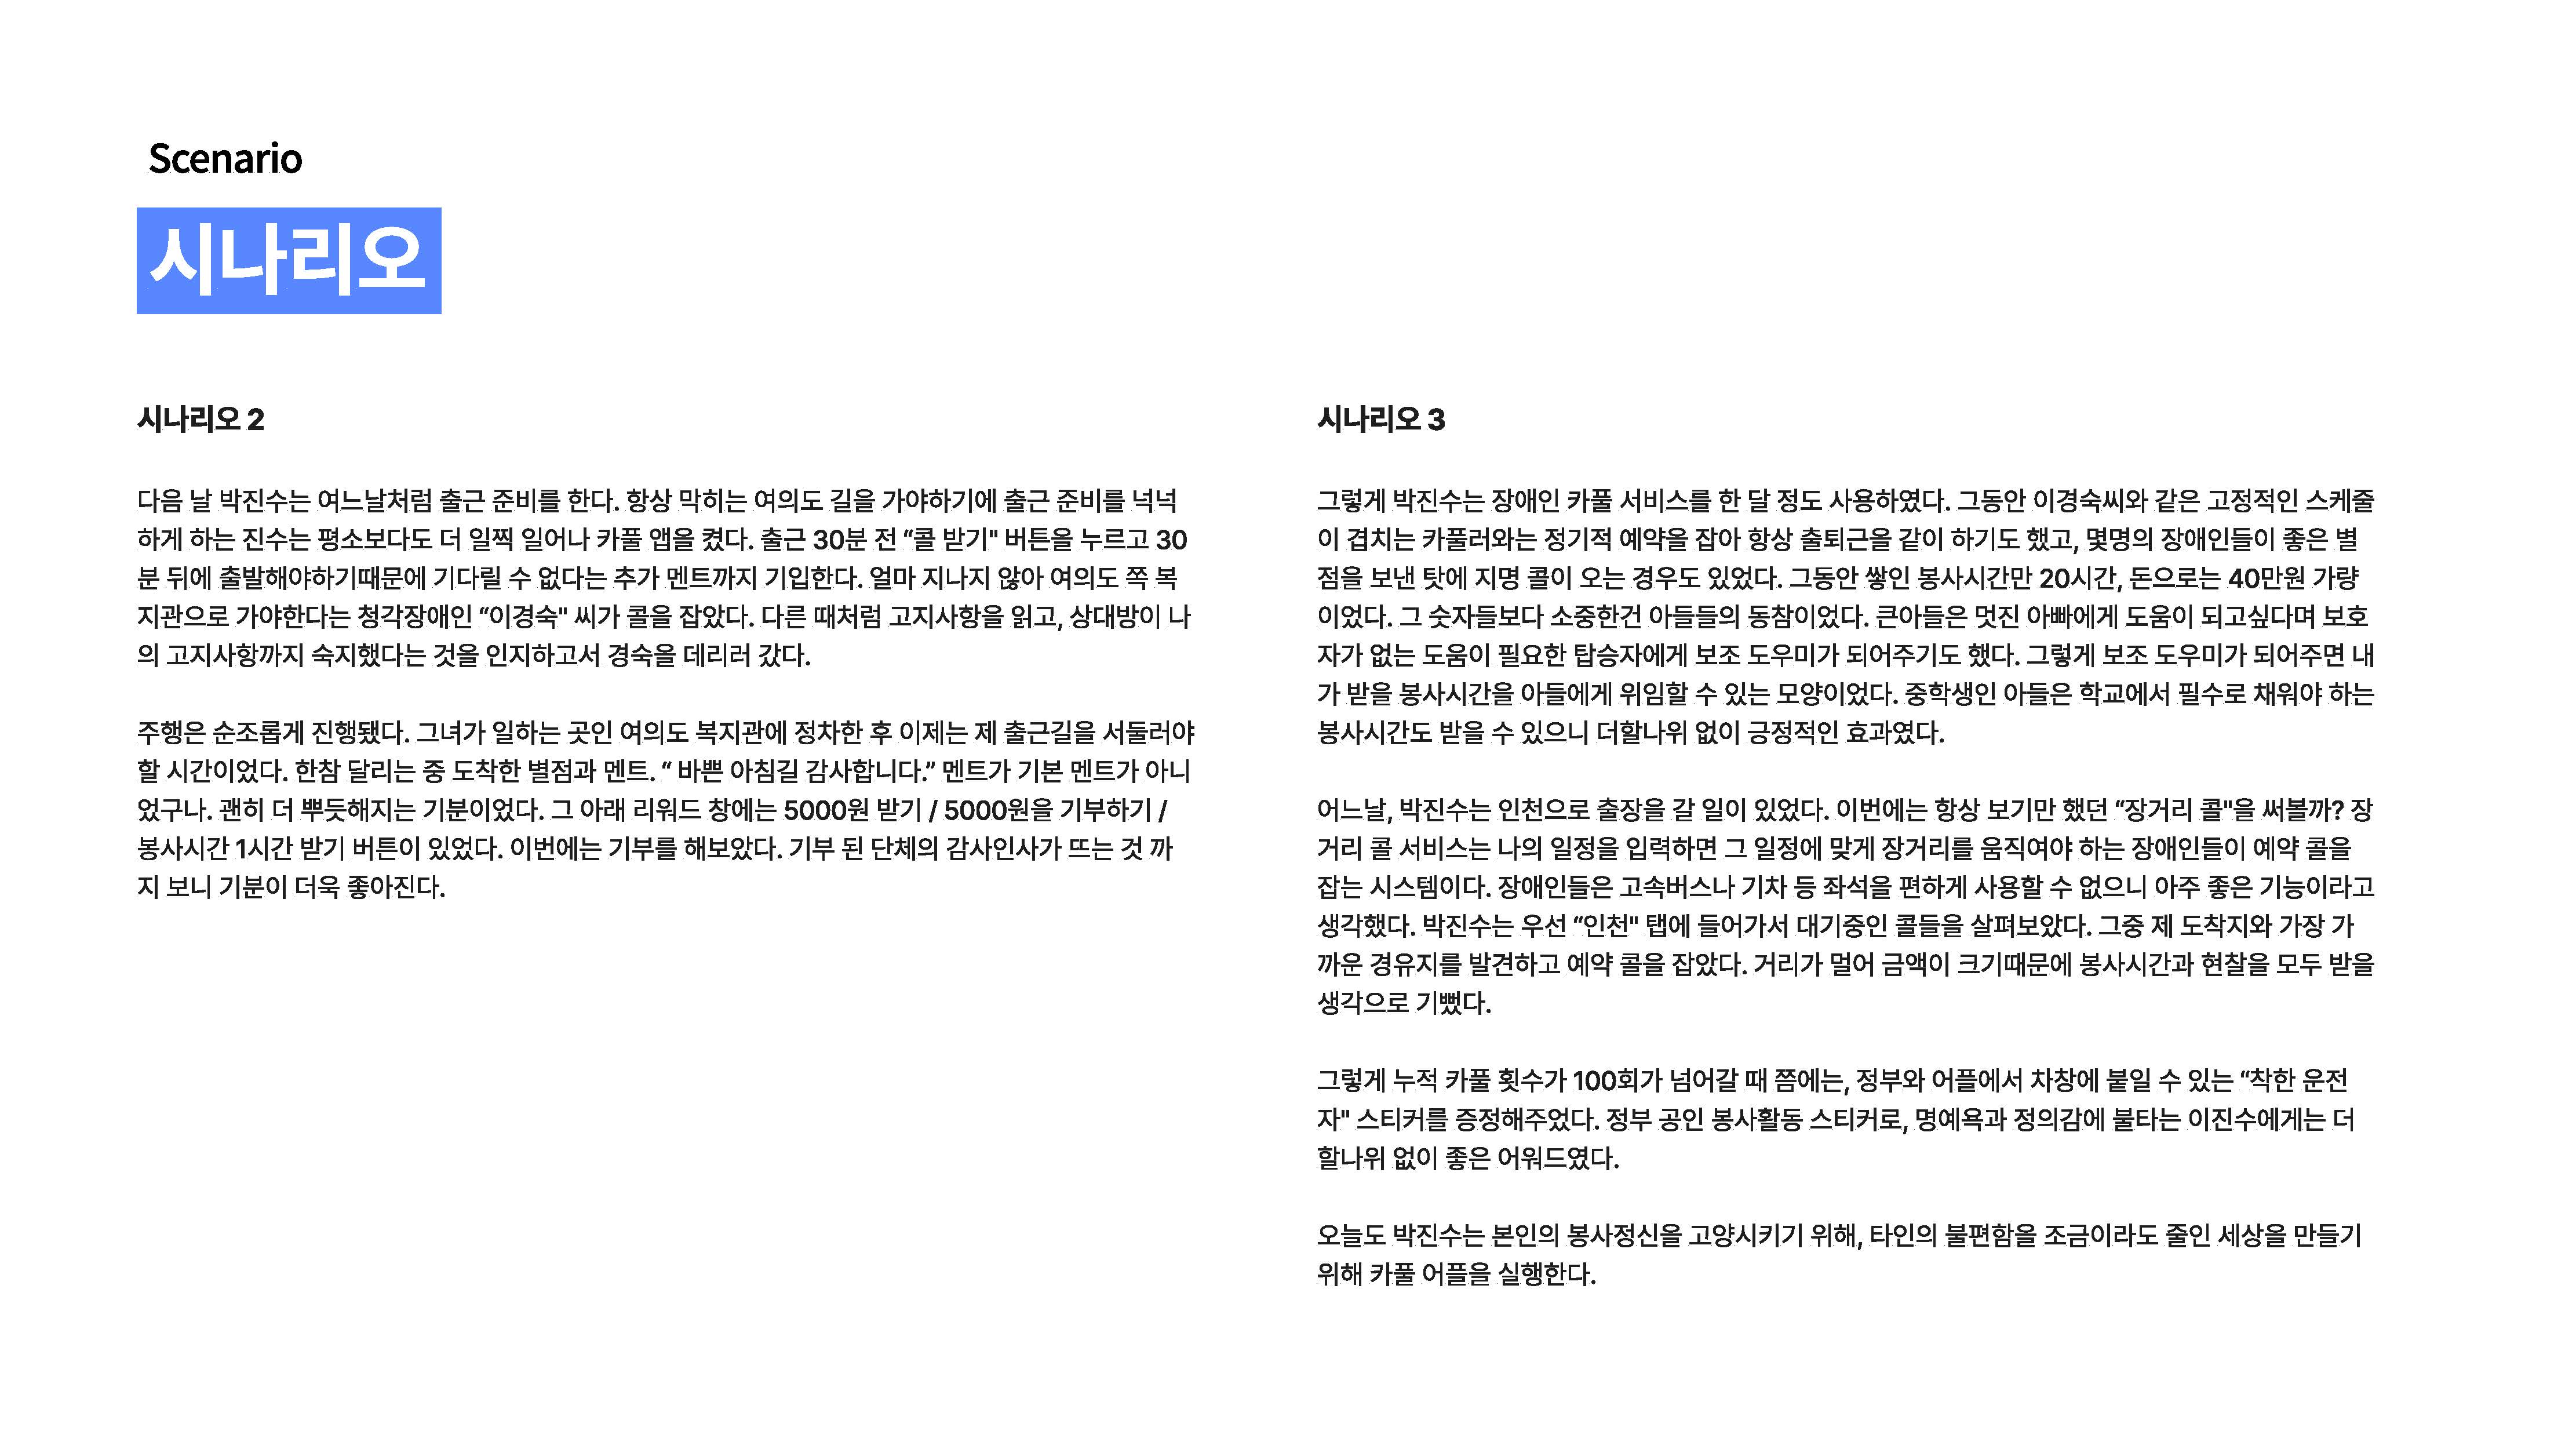 Scenario
시나리오
시나리오 2
다음 날 박진수는 여느날처럼 출근 준비를 한다. 항상 막히는 여의도 길을 가야하기에 출근 준비를 넉넉
하게 하는 진수는 평소보다도 더 일찍 일어나 카풀 앱을 켰다. 출근 30분 전 “콜 받기" 버튼을 누르고 30
분 뒤에 출발해야하기때문에 기다릴 수 없다는 추가 멘트까지 기입한다. 얼마 지나지 않아 여의도 쪽 복
지관으로 가야한다는 청각장애인 “이경숙" 씨가 콜을 잡았다. 다른 때처럼 고지사항을 읽고, 상대방이 나
의 고지사항까지 숙지했다는 것을 인지하고서 경숙을 데리러 갔다.
주행은 순조롭게 진행됐다. 그녀가 일하는 곳인 여의도 복지관에 정차한 후 이제는 제 출근길을 서둘러야
할 시간이었다. 한참 달리는 중 도착한 별점과 멘트. “ 바쁜 아침길 감사합니다.” 멘트가 기본 멘트가 아니
었구나. 괜히 더 뿌듯해지는 기분이었다. 그 아래 리워드 창에는 5000원 받기 / 5000원을 기부하기 /
봉사시간 1시간 받기 버튼이 있었다. 이번에는 기부를 해보았다. 기부 된 단체의 감사인사가 뜨는 것 까
지 보니 기분이 더욱 좋아진다.
시나리오 3
그렇게 박진수는 장애인 카풀 서비스를 한 달 정도 사용하였다. 그동안 이경숙씨와 같은 고정적인 스케줄
이 겹치는 카풀러와는 정기적 예약을 잡아 항상 출퇴근을 같이 하기도 했고, 몇명의 장애인들이 좋은 별
점을 보낸 탓에 지명 콜이 오는 경우도 있었다. 그동안 쌓인 봉사시간만 20시간, 돈으로는 40만원 가량
이었다. 그 숫자들보다 소중한건 아들들의 동참이었다. 큰아들은 멋진 아빠에게 도움이 되고싶다며 보호
자가 없는 도움이 필요한 탑승자에게 보조 도우미가 되어주기도 했다. 그렇게 보조 도우미가 되어주면 내
가 받을 봉사시간을 아들에게 위임할 수 있는 모양이었다. 중학생인 아들은 학교에서 필수로 채워야 하는
봉사시간도 받을 수 있으니 더할나위 없이 긍정적인 효과였다.
어느날, 박진수는 인천으로 출장을 갈 일이 있었다. 이번에는 항상 보기만 했던 “장거리 콜"을 써볼까? 장
거리 콜 서비스는 나의 일정을 입력하면 그 일정에 맞게 장거리를 움직여야 하는 장애인들이 예약 콜을
잡는 시스템이다. 장애인들은 고속버스나 기차 등 좌석을 편하게 사용할 수 없으니 아주 좋은 기능이라고
생각했다. 박진수는 우선 “인천" 탭에 들어가서 대기중인 콜들을 살펴보았다. 그중 제 도착지와 가장 가
까운 경유지를 발견하고 예약 콜을 잡았다. 거리가 멀어 금액이 크기때문에 봉사시간과 현찰을 모두 받을
생각으로 기뻤다.
그렇게 누적 카풀 횟수가 100회가 넘어갈 때 쯤에는, 정부와 어플에서 차창에 붙일 수 있는 “착한 운전
자" 스티커를 증정해주었다. 정부 공인 봉사활동 스티커로, 명예욕과 정의감에 불타는 이진수에게는 더
할나위 없이 좋은 어워드였다.
오늘도 박진수는 본인의 봉사정신을 고양시키기 위해, 타인의 불편함을 조금이라도 줄인 세상을 만들기
위해 카풀 어플을 실행한다.